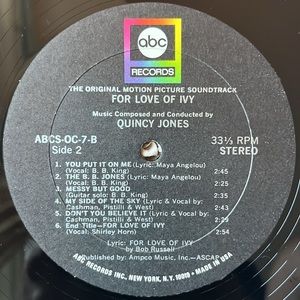 abc
RECORDS
THE ORIGINAL MOTION PICTURE SOUNDTRACK
FOR LOVE OF IVY
Music Composed and Conducted by
QUINCY JONES
ABCS-OC-7-B
Side 2
33⅓ RPM
STEREO
1. YOU PUT IT ON ME (Lyric: Maya Angelou)
(Vocal: B. B. King) 2:45
2. THE B. B. JONES (Lyric: Maya Angelou)
(Vocal: B. B. King) 2:52
3. MESSY BUT GOOD
(Guitar solo: B. B. King) 2:20
4. MY SIDE OF THE SKY (Lyric & Vocal by:
Cashman, Pistilli & West) 2:43
5. DON'T YOU BELIEVE IT (Lyric & Vocal by:
Cashman, Pistilli & West) 2:29
6. End Title–FOR LOVE OF IVY
(Vocal: Shirley Horn) 2:54
Lyric: FOR LOVE OF IVY
by Bob Russell
Published by: Ampco Music, Inc.—ASCAP
ABC RECORDS INC. NEW YORK, N.Y. 10019 • MADE IN USA